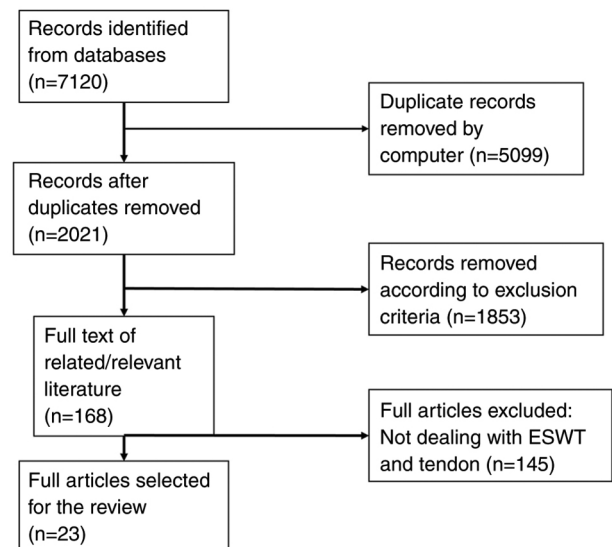 Records identified
from databases
(n=7120)
Duplicate records
removed by
computer (n=5099)
Records after
duplicates removed
(n=2021)
Records removed
according to exclusion
criteria (n=1853)
Full text of
related/relevant
literature
(n=168)
Full articles excluded:
Not dealing with ESWT
and tendon (n=145)
Full articles selected
for the review
(n=23)